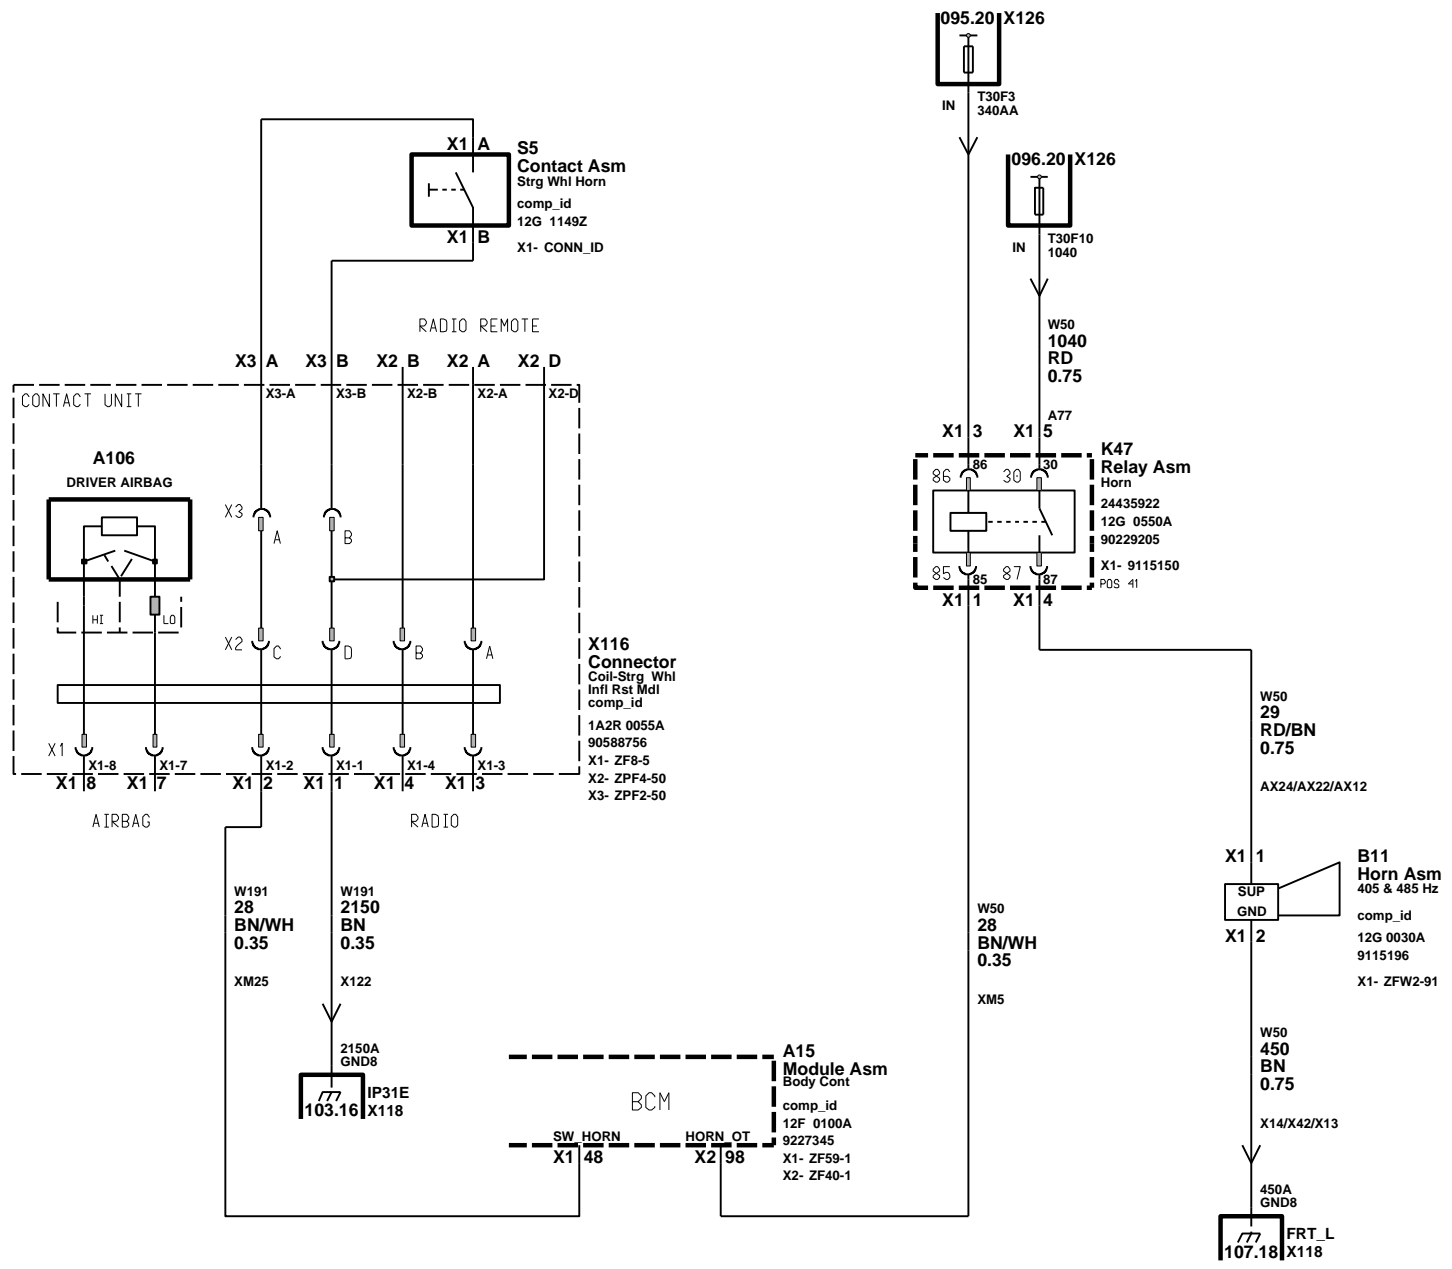 095.20 X126
IN
T30F3
340AA
096.20 X126
IN
T30F10
1040
W50
1040
RD
0.75
A77
X1 A
S5
Contact Asm
Strg Whl Horn
comp_id
12G 1149Z
X1- CONN_ID
X1 B
RADIO REMOTE
X3 A
X3 B
X2 B
X2 A
X2 D
X3-A
X3-B
X2-B
X2-A
X2-D
CONTACT UNIT
A106
DRIVER AIRBAG
HI
LO
X3
A
B
X2
C
D
B
A
X116
Connector
Coil-Strg Whl
Infl Rst Mdl
comp_id
1A2R 0055A
90588756
X1- ZF8-5
X2- ZPF4-50
X3- ZPF2-50
X1
X1-8
X1-7
X1-2
X1-1
X1-4
X1-3
X1 8
X1 7
X1 2
X1 1
X1 4
X1 3
AIRBAG
RADIO
X1 3
X1 5
K47
Relay Asm
Horn
24435922
12G 0550A
90229205
X1- 9115150
POS 41
86
86
30
30
85
85
87
87
X1 1
X1 4
W50
29
RD/BN
0.75
AX24/AX22/AX12
X1 1
SUP
GND
X1 2
B11
Horn Asm
405 & 485 Hz
comp_id
12G 0030A
9115196
X1- ZFW2-91
W191
28
BN/WH
0.35
XM25
W191
2150
BN
0.35
X122
2150A
GND8
IP31E
103.16 X118
W50
28
BN/WH
0.35
XM5
A15
Module Asm
Body Cont
comp_id
12F 0100A
9227345
X1- ZF59-1
X2- ZF40-1
BCM
SW_HORN
HORN_OT
X1 48
X2 98
W50
450
BN
0.75
X14/X42/X13
450A
GND8
FRT_L
107.18 X118